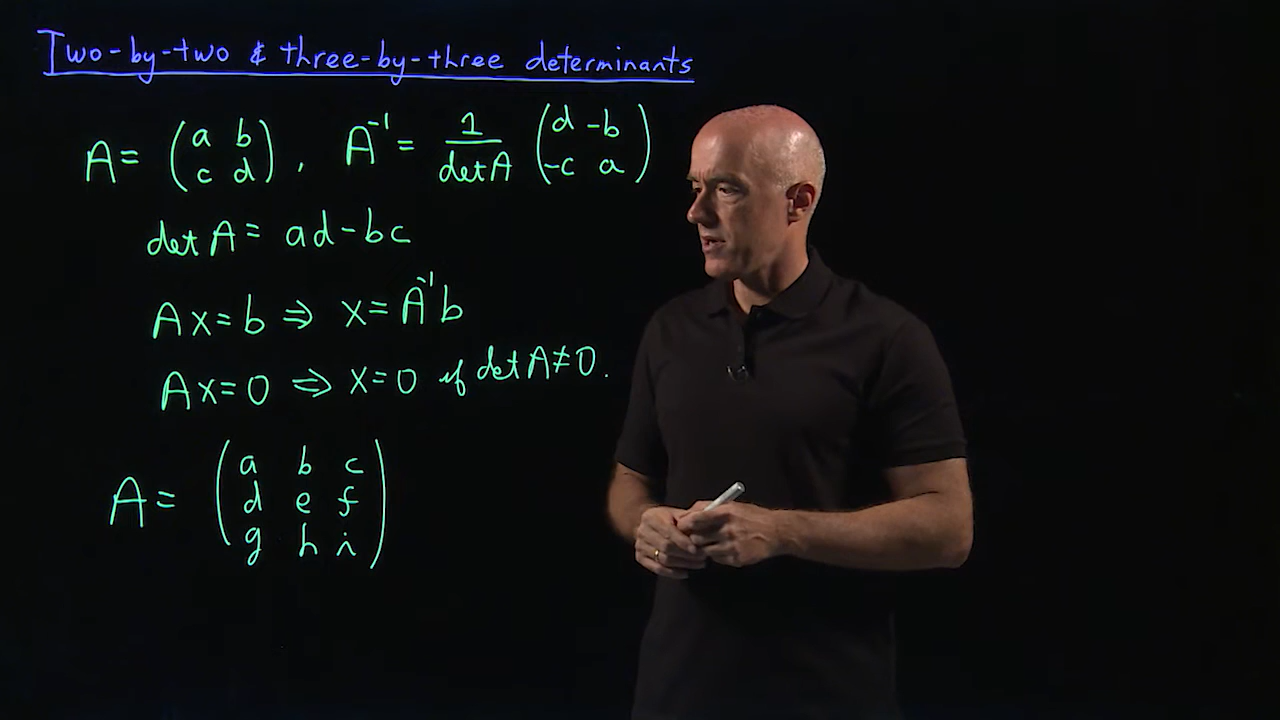 Two-by-two & three-by-three determinants
A = (a b
c d), A⁻¹ = 1/detA (d -b
-c a)
det A = ad - bc
Ax = b ⇒ x = A⁻¹b
Ax = 0 ⇒ x = 0 if det A ≠ 0.
A = (a b c
d e f
g h i)